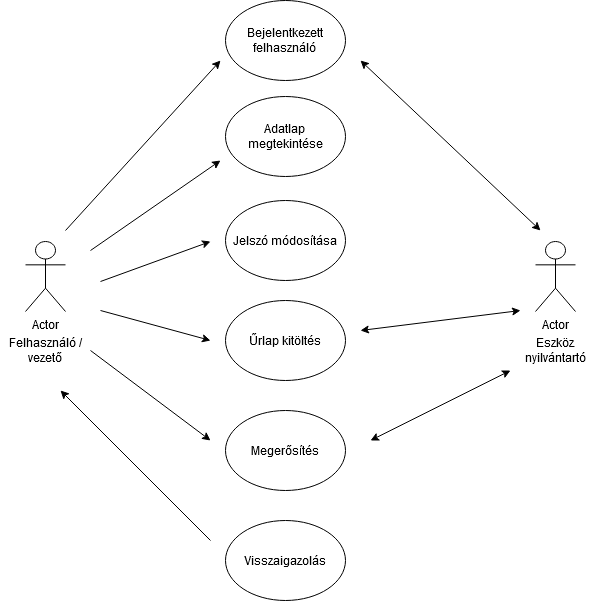 Bejelentkezett
felhasználó
Adatlap
megtekintése
Jelszó módosítása
Actor
Felhasználó /
vezető
Űrlap kitöltés
Actor
Eszköz
nyilvántartó
Megerősítés
Visszaigazolás